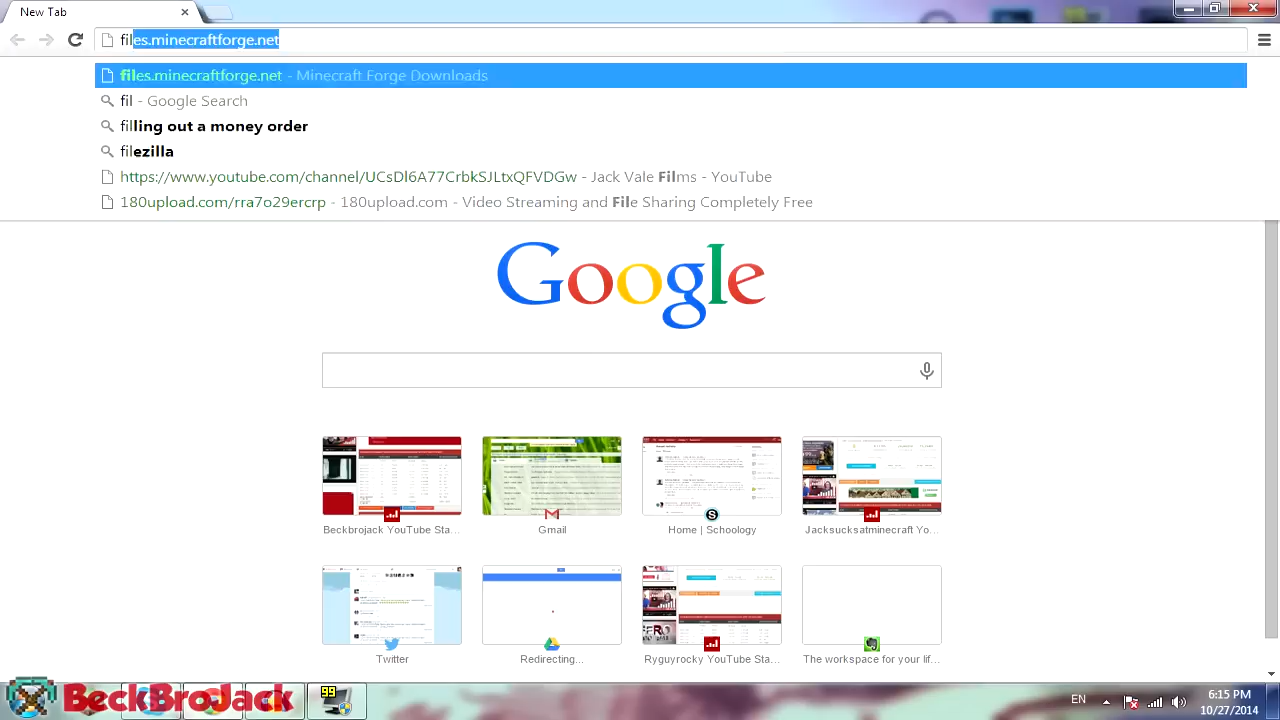 New Tab
files.minecraftforge.net
files.minecraftforge.net - Minecraft Forge Downloads
fil - Google Search
filling out a money order
filezilla
https://www.youtube.com/channel/UCsDl6A77CrbkSJLtxQFVDGw - Jack Vale Films - YouTube
180upload.com/rra7o29ercrp - 180upload.com - Video Streaming and File Sharing Completely Free
Google
Beckbrojack YouTube Sta... Gmail Home | Schoology Jacksucksatminecraft Yo...
Twitter Redirecting... Ryguyrocky YouTube Sta... The workspace for your lif...
BeckBroJack 99 EN 6:15 PM
10/27/2014